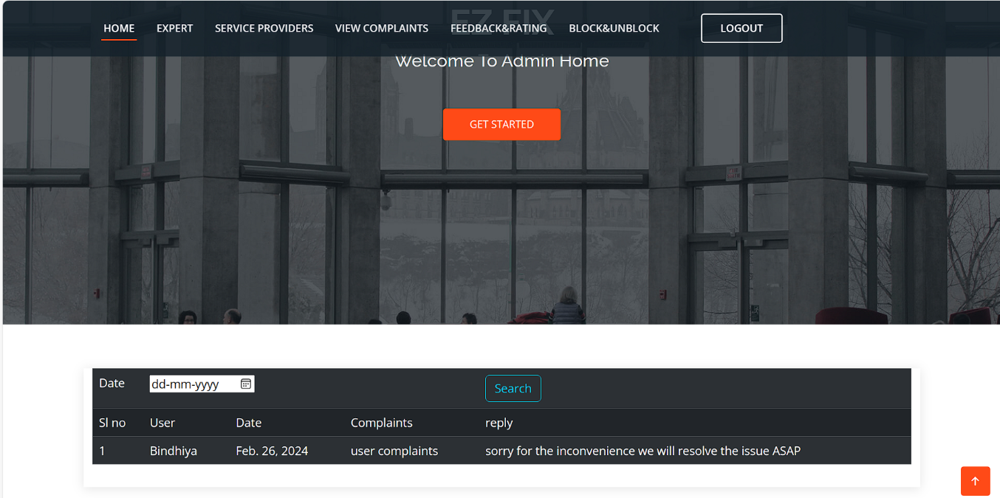 EZ FIX
HOME EXPERT SERVICE PROVIDERS VIEW COMPLAINTS FEEDBACK&RATING BLOCK&UNBLOCK LOGOUT
Welcome To Admin Home
GET STARTED
Date dd-mm-yyyy Search
Sl no User Date Complaints reply
1 Bindhiya Feb. 26, 2024 user complaints sorry for the inconvenience we will resolve the issue ASAP